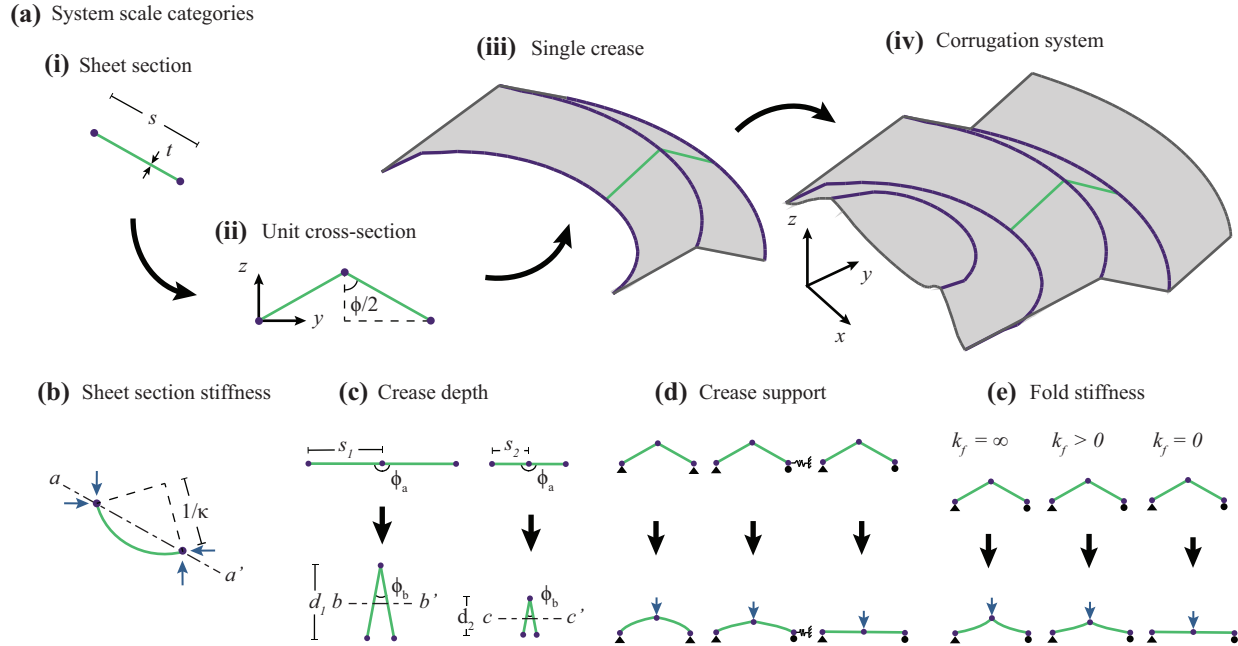 (a) System scale categories
(i) Sheet section
s
t
(ii) Unit cross-section
z
y
ϕ/2
(iii) Single crease
(iv) Corrugation system
z
y
x
(b) Sheet section stiffness
a
1/κ
a'
(c) Crease depth
s1
s2
ϕa
ϕa
ϕb
d1 b b'
ϕb
d2 c c'
(d) Crease support
(e) Fold stiffness
kf = ∞ kf > 0 kf = 0